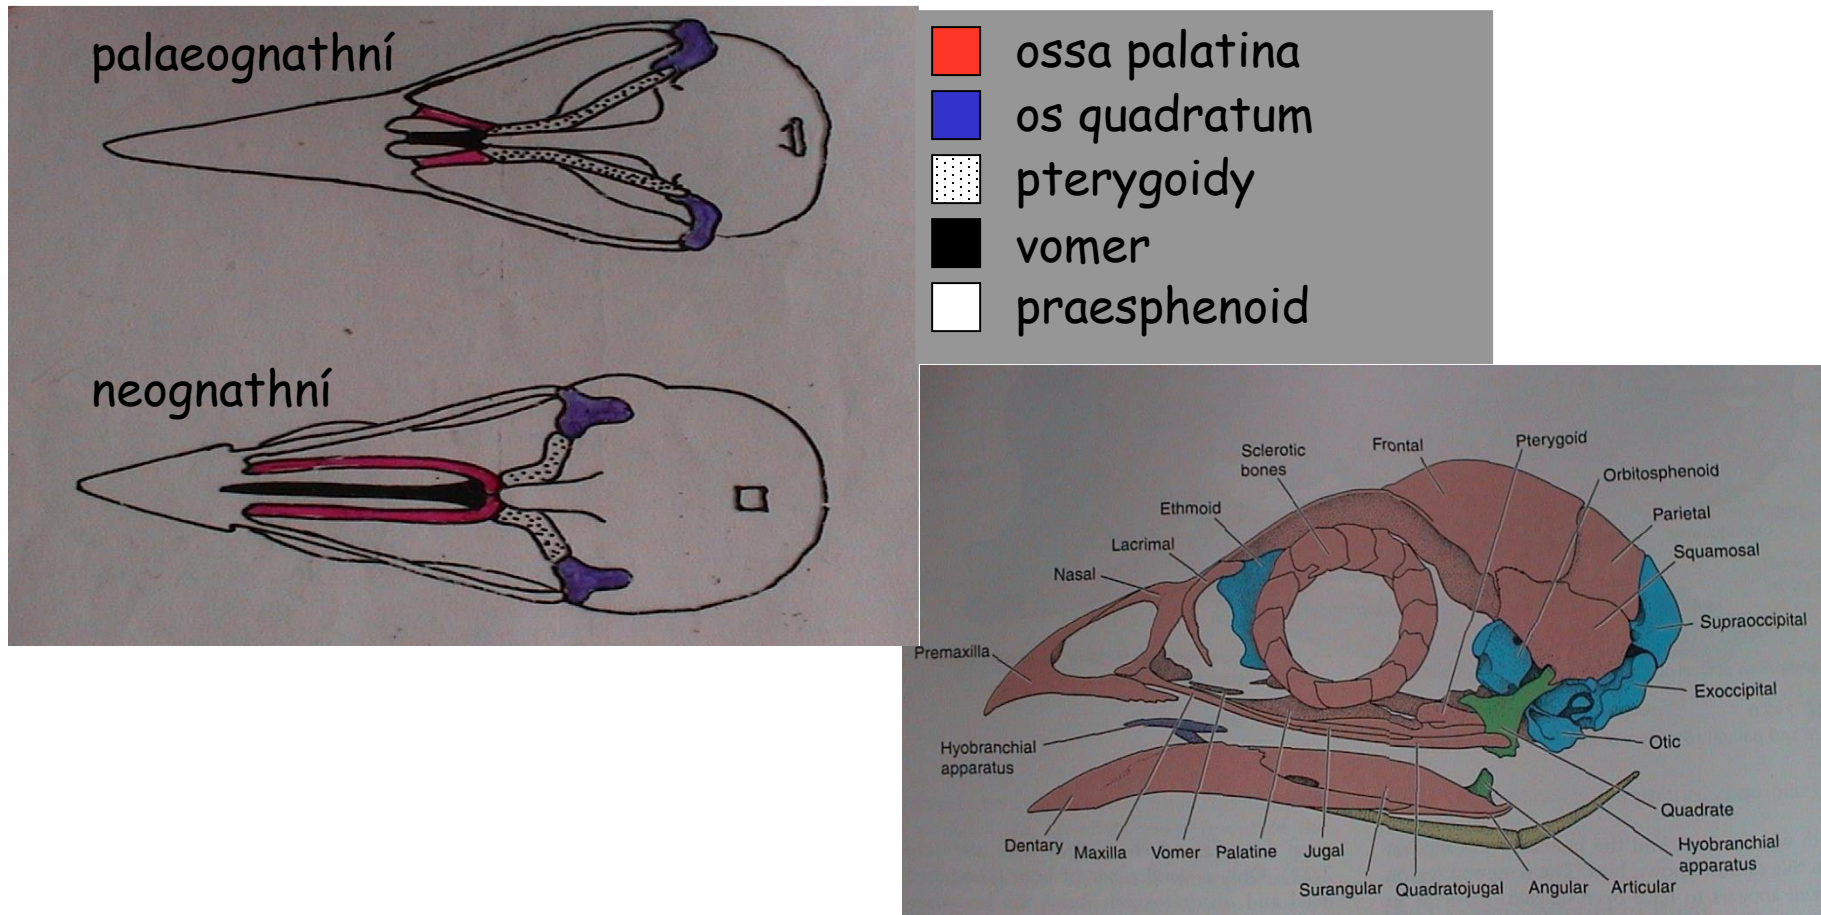 palaeognathní
neognathní
ossa palatina
os quadratum
pterygoidy
vomer
praesphenoid
Sclerotic
bones
Frontal
Pterygoid
Orbitosphenoid
Ethmoid
Parietal
Lacrimal
Squamosal
Nasal
Supraoccipital
Premaxilla
Exoccipital
Hyobranchial
apparatus
Otic
Quadrate
Hyobranchial
apparatus
Dentary
Maxilla
Vomer
Palatine
Jugal
Surangular
Quadratojugal
Angular
Articular